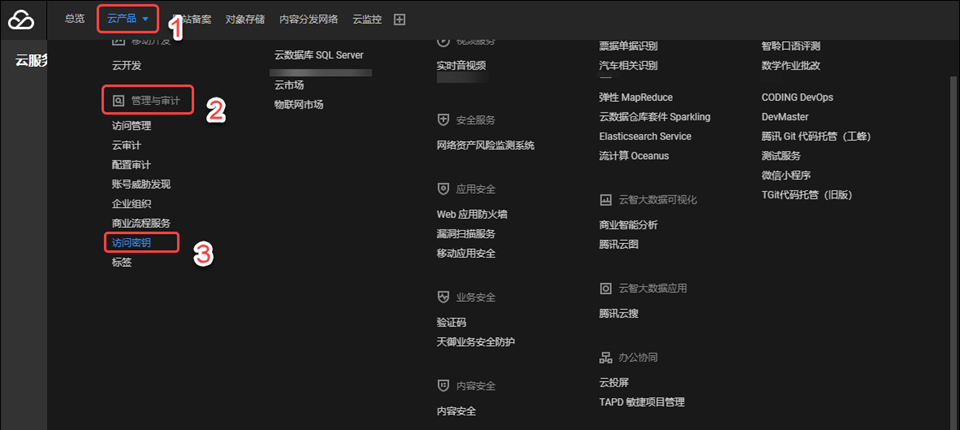 总览
云产品
站备案
对象存储
内容分发网络
云监控
1
云服务
移动开发
云开发
管理与审计
2
访问管理
云审计
配置审计
账号威胁发现
企业组织
商业流程服务
访问密钥
3
标签
云数据库 SQL Server
云市场
物联网市场
视频服务
实时音视频
安全服务
网络资产风险监测系统
应用安全
Web 应用防火墙
漏洞扫描服务
移动应用安全
业务安全
验证码
天御业务安全防护
内容安全
内容安全
票据单据识别
汽车相关识别
弹性 MapReduce
云数据仓库套件 Sparkling
Elasticsearch Service
流计算 Oceanus
云智大数据可视化
商业智能分析
腾讯云图
云智大数据应用
腾讯云搜
办公协同
云投屏
TAPD 敏捷项目管理
智聆口语评测
数学作业批改
CODING DevOps
DevMaster
腾讯 Git 代码托管（工蜂）
测试服务
微信小程序
TGit代码托管（旧版）